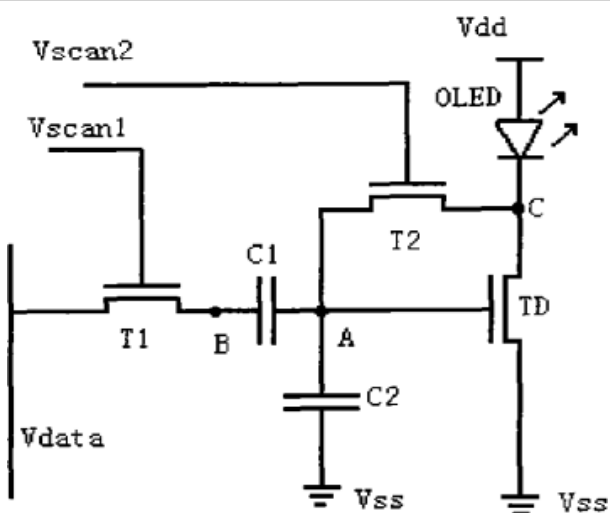 Vdd
Vscan2
OLED
Vscan1
C
T2
C1
TD
T1
B
A
C2
Vdata
Vss
Vss